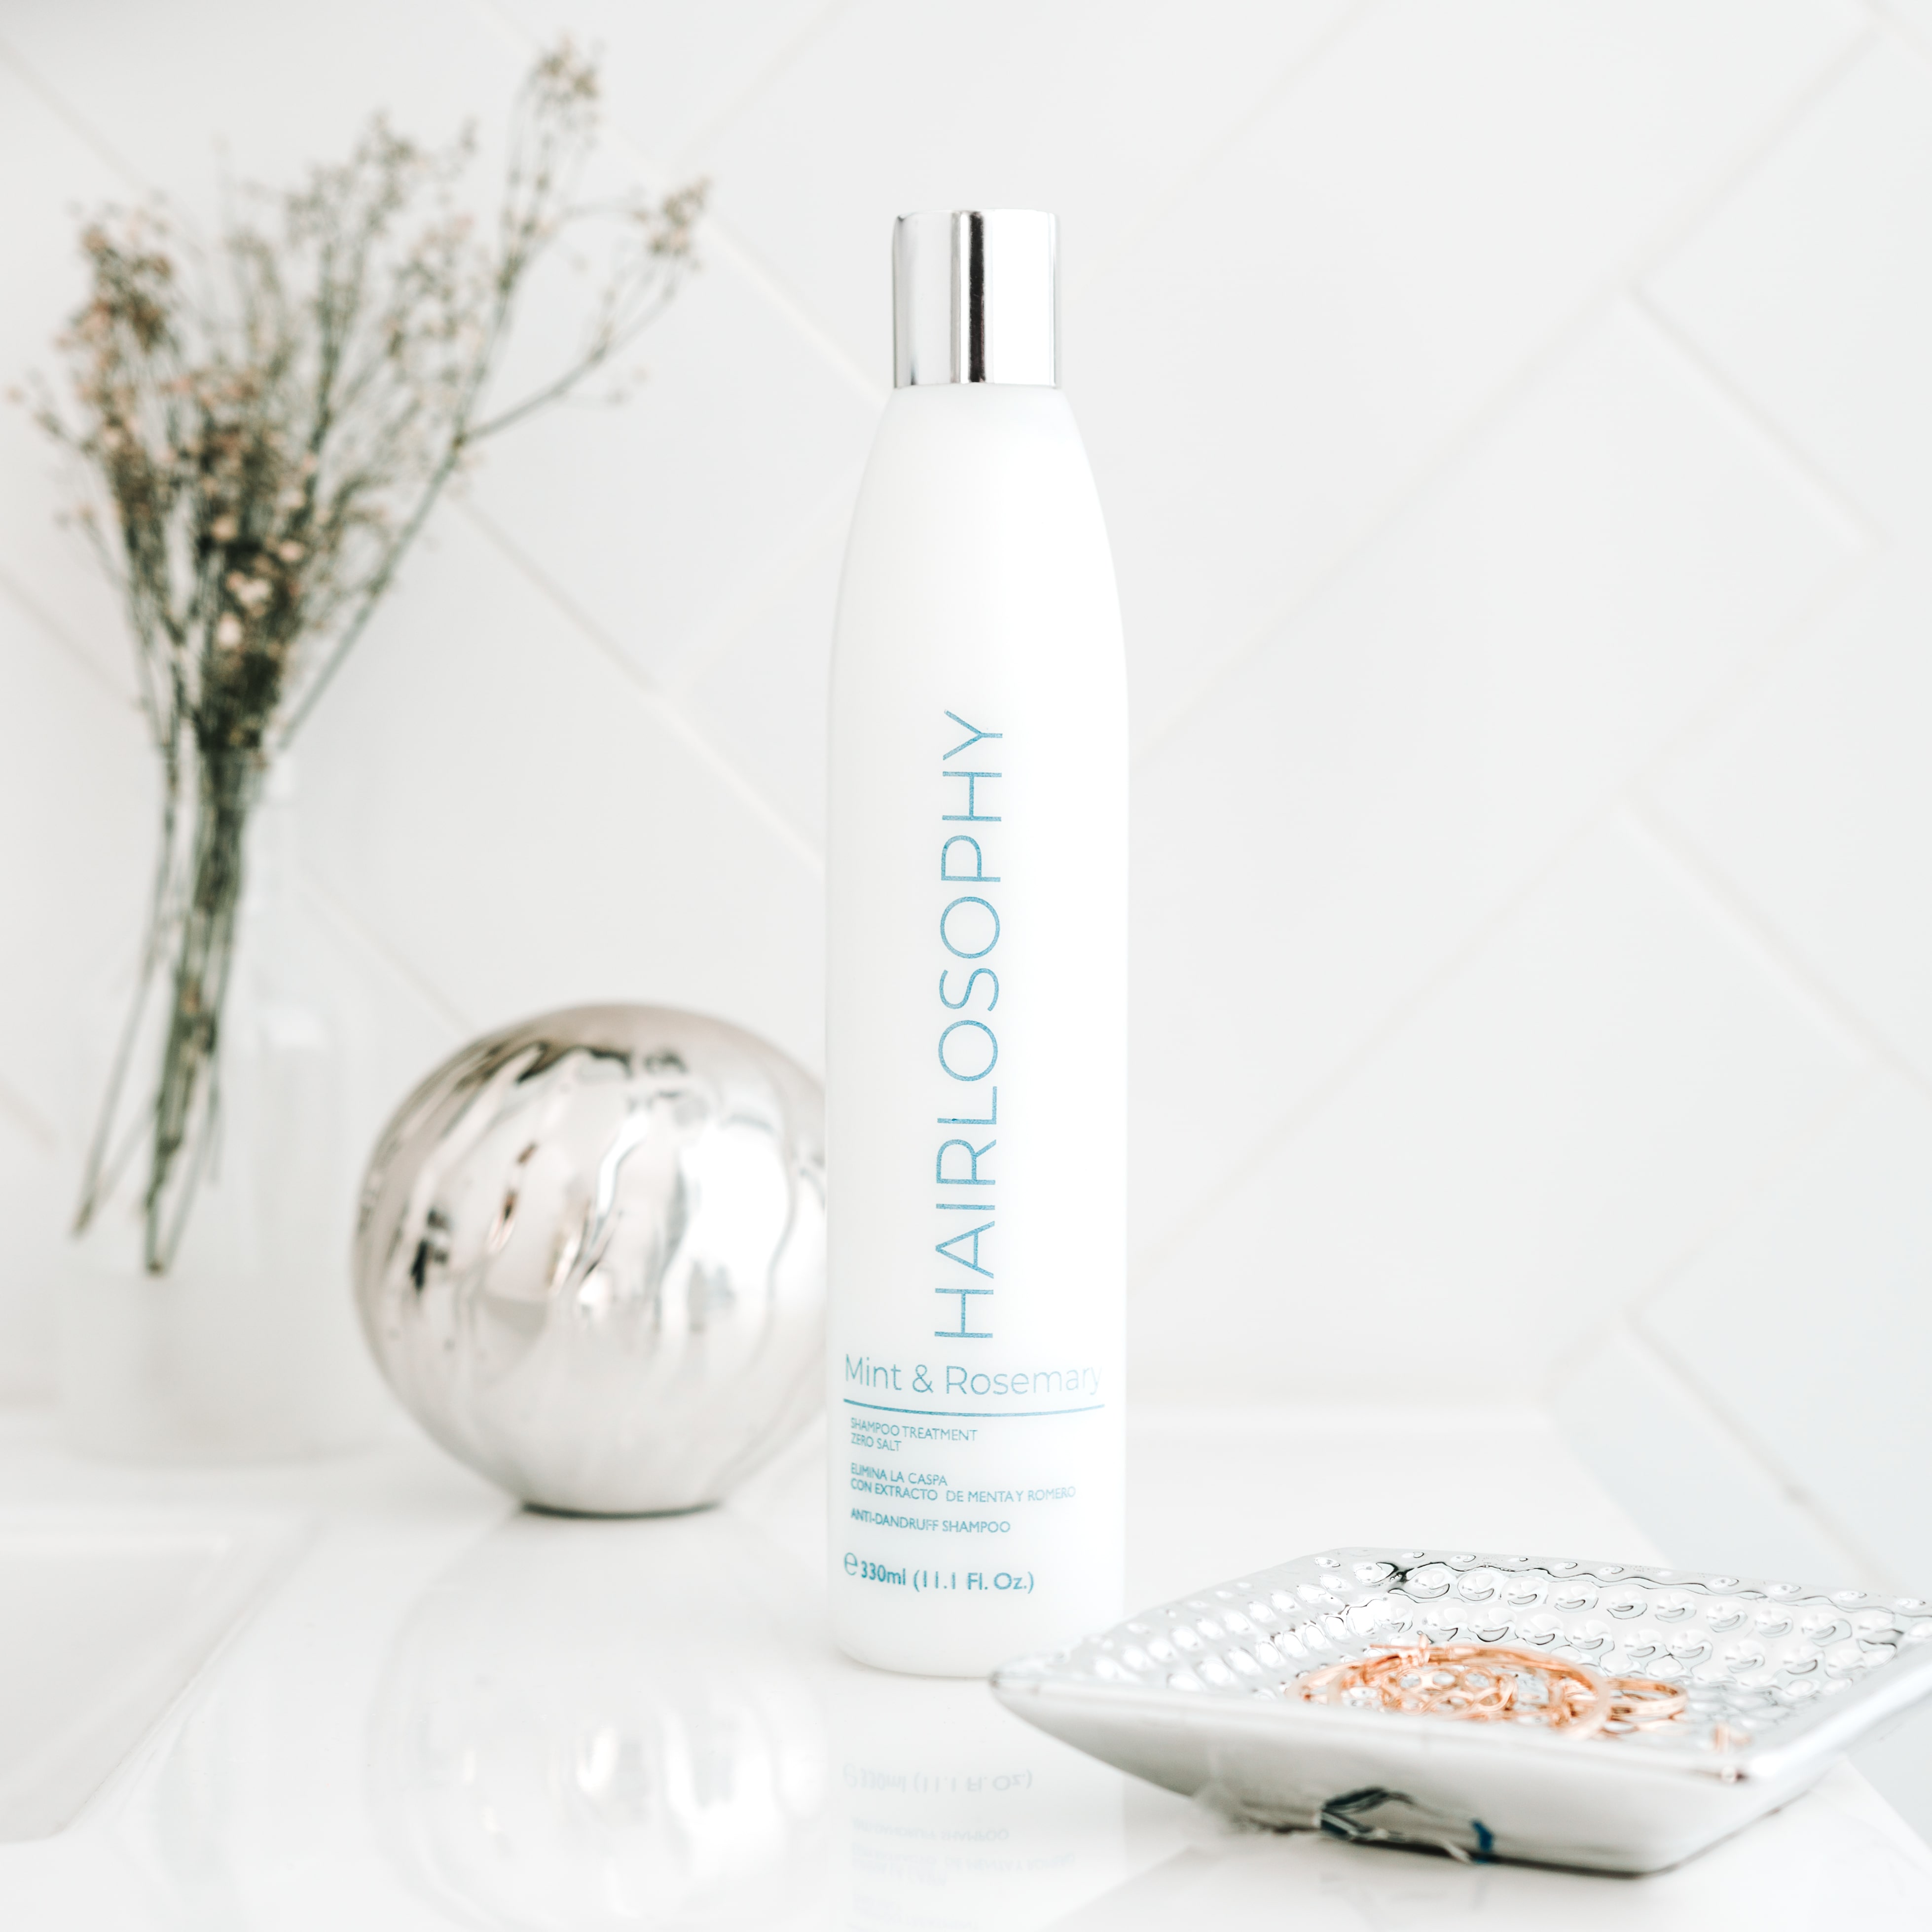 HAIRLOSOPHY
Mint & Rosemary
SHAMPOO TREATMENT
ZERO SALT
ELIMINA LA CASPA
CON EXTRACTO DE MENTA Y ROMERO
ANTI-DANDRUFF SHAMPOO
℮ 330ml (11.1 Fl. Oz.)